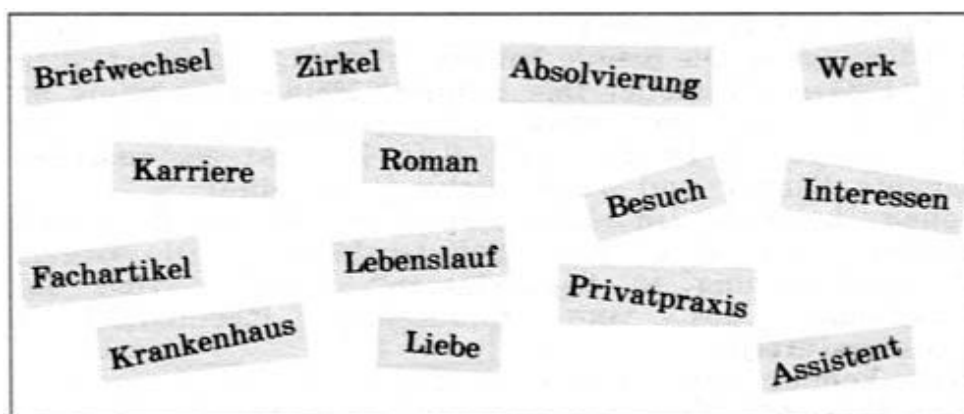 Briefwechsel Zirkel Absolvierung Werk
Karriere Roman Besuch Interessen
Fachartikel Lebenslauf Privatpraxis
Krankenhaus Liebe Assistent